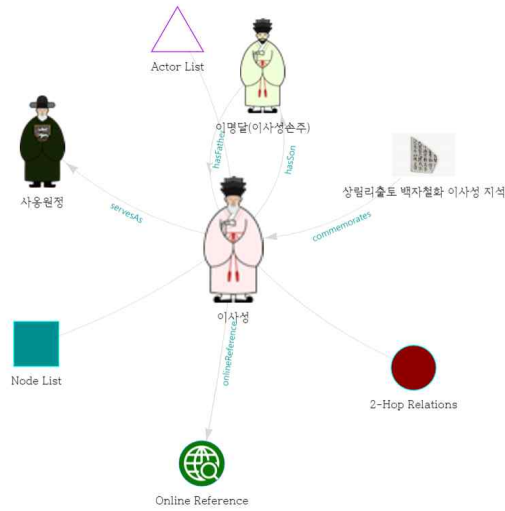 Actor List
이명달(이사성손주)
hasFather
hasSon
상림리출토 백자철화 이사성 지석
사옹원정
servesAs
commemorates
이사성
onlineReference
Node List
2-Hop Relations
Online Reference